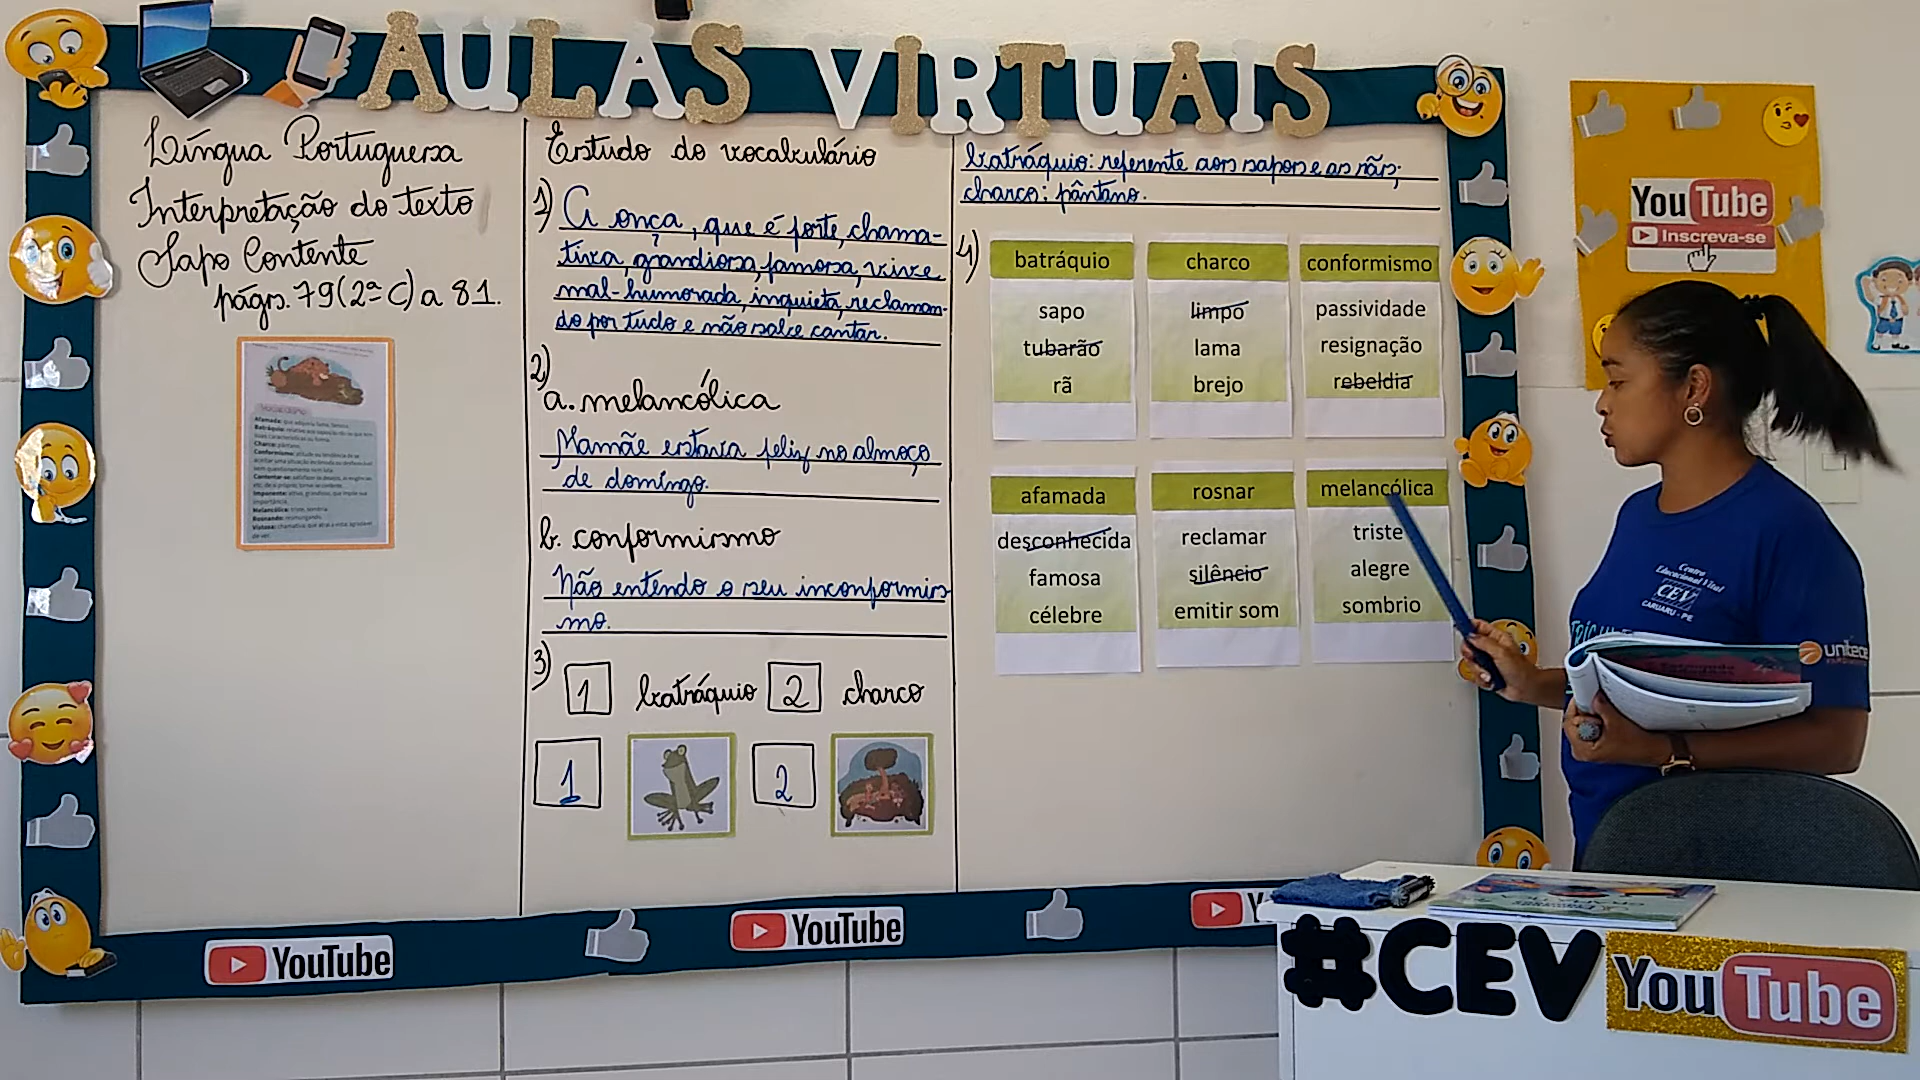 AULAS VIRTUAIS
Língua Portuguesa
Interpretação do texto
Sapo Contente
págs. 79 (2ª C) a 81.
Vocabulário
Estudo do vocabulário
1) A onça, que é forte, chama-
tiva, grandiosa, famosa, vive
mal-humorada, inquieta, reclaman-
do por tudo e não sabe cantar.
2)
a. melancólica
Mamãe estava feliz no almoço
de domingo.
b. conformismo
Não entendo o seu inconformis
mo.
3)
1 batráquio 2 charco
1 2
batráquio: referente aos sapos e as rãs;
charco: pântano.
4)
batráquio
sapo
tubarão
rã
charco
limpo
lama
brejo
conformismo
passividade
resignação
rebeldia
afamada
desconhecida
famosa
célebre
rosnar
reclamar
silêncio
emitir som
melancólica
triste
alegre
sombrio
YouTube
Inscreva-se
Centro
Educacional Vital
CEV
CARUARU - PE
YouTube
YouTube
#CEV
YouTube